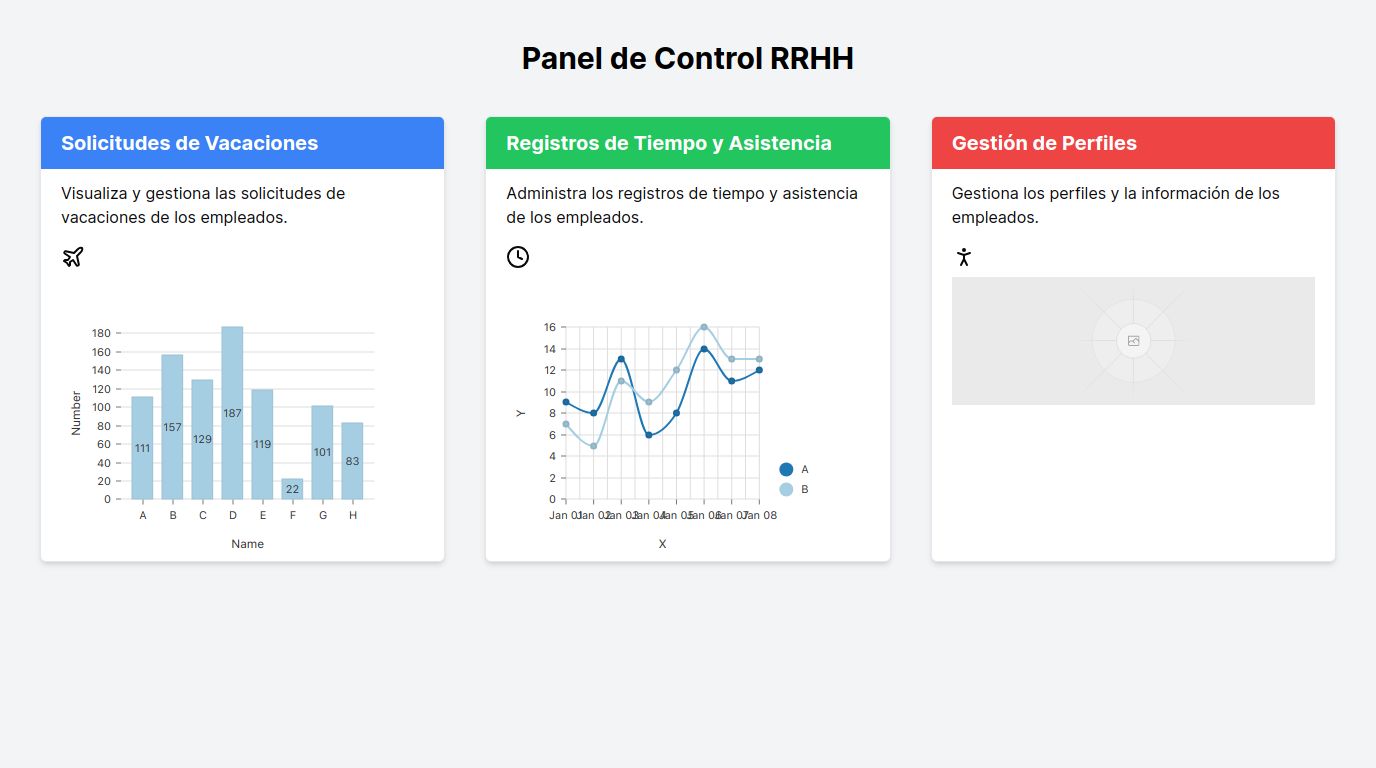 Panel de Control RRHH
Solicitudes de Vacaciones
Visualiza y gestiona las solicitudes de
vacaciones de los empleados.
180
160
140
120
100
80
60
40
20
0
Number
111
157
129
187
119
22
101
83
A B C D E F G H
Name
Registros de Tiempo y Asistencia
Administra los registros de tiempo y asistencia
de los empleados.
16
14
12
10
8
6
4
2
0
Y
A
B
Jan 01 Jan 02 Jan 03 Jan 04 Jan 05 Jan 06 Jan 07 Jan 08
X
Gestión de Perfiles
Gestiona los perfiles y la información de los
empleados.